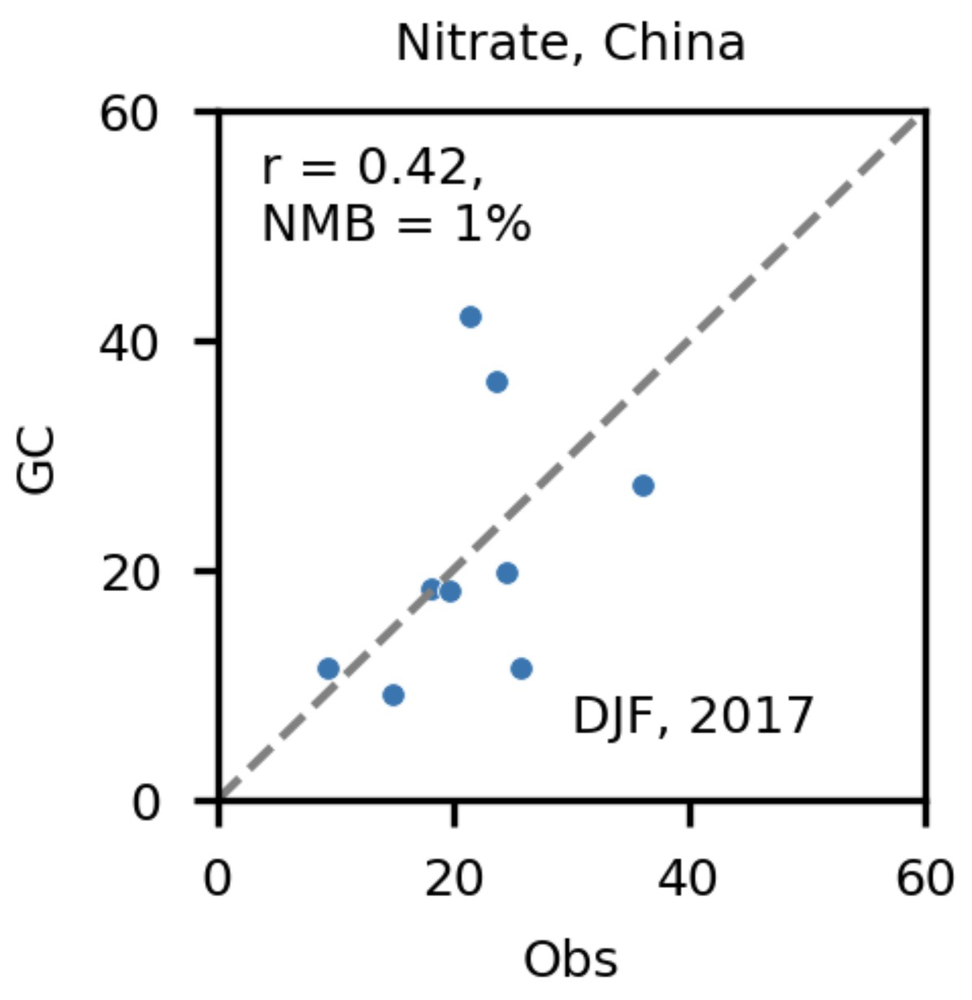 Nitrate, China
60
r = 0.42,
NMB = 1%
40
GC
20
DJF, 2017
0
0 20 40 60
Obs